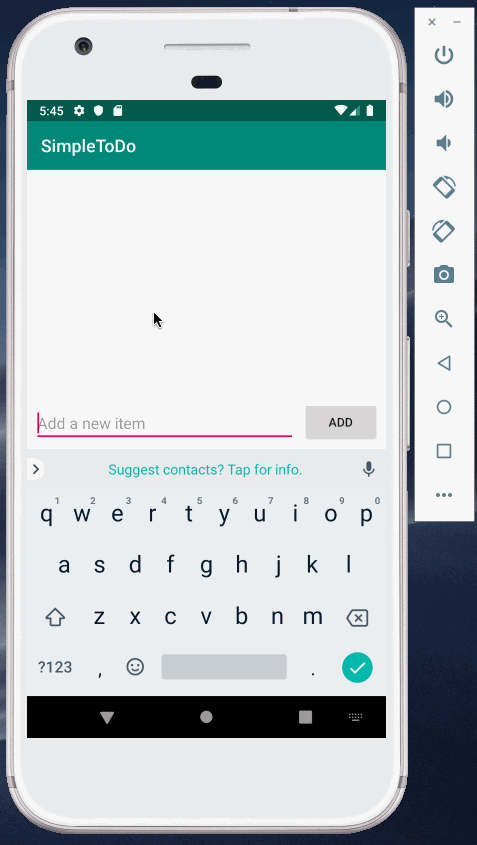 5:45
SimpleToDo
Add a new item
ADD
Suggest contacts? Tap for info.
1 2 3 4 5 6 7 8 9 0
q w e r t y u i o p
a s d f g h j k l
z x c v b n m
?123 , .